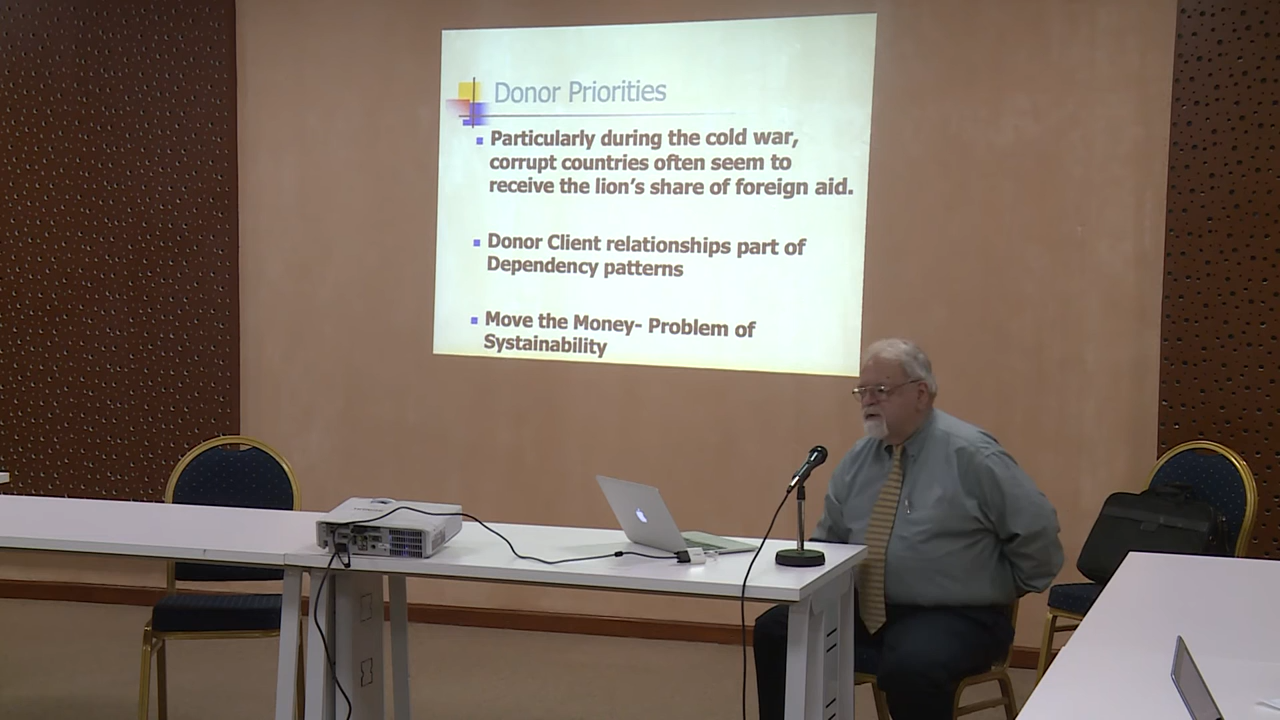 Donor Priorities
Particularly during the cold war,
corrupt countries often seem to
receive the lion's share of foreign aid.
Donor Client relationships part of
Dependency patterns
Move the Money- Problem of
Systainability